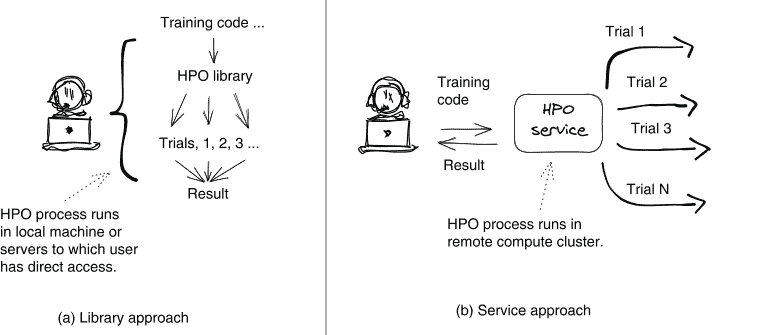 Training code ...
HPO library
Trials, 1, 2, 3 ...
Result
HPO process runs
in local machine or
servers to which user
has direct access.
(a) Library approach
Training
code
Result
HPO
service
Trial 1
Trial 2
Trial 3
Trial N
HPO process runs in
remote compute cluster.
(b) Service approach